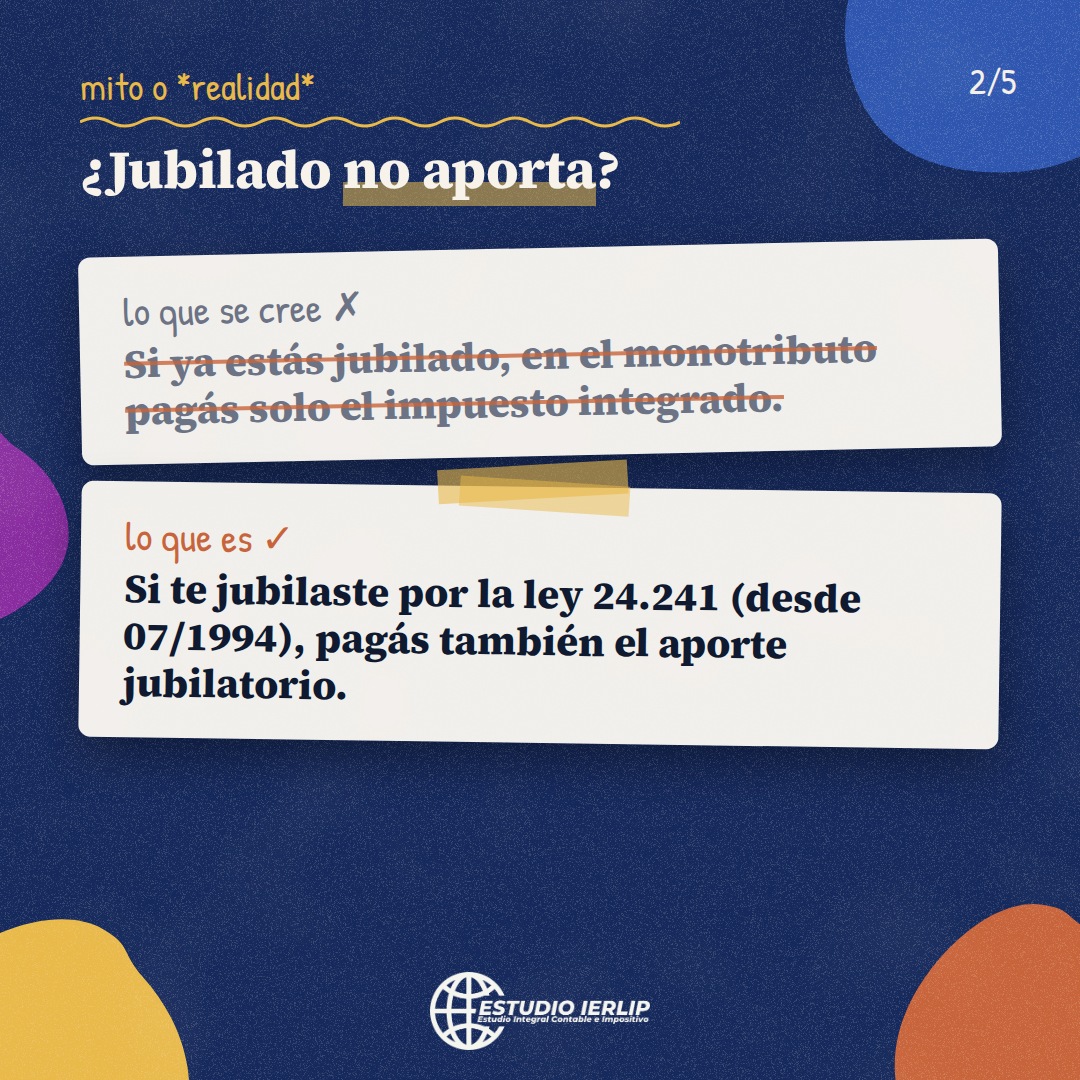 mito o *realidad*
2/5
¿Jubilado no aporta?
lo que se cree ✗
Si ya estás jubilado, en el monotributo
pagás solo el impuesto integrado.
lo que es ✓
Si te jubilaste por la ley 24.241 (desde
07/1994), pagás también el aporte
jubilatorio.
ESTUDIO IERLIP
Estudio Integral Contable e Impositivo